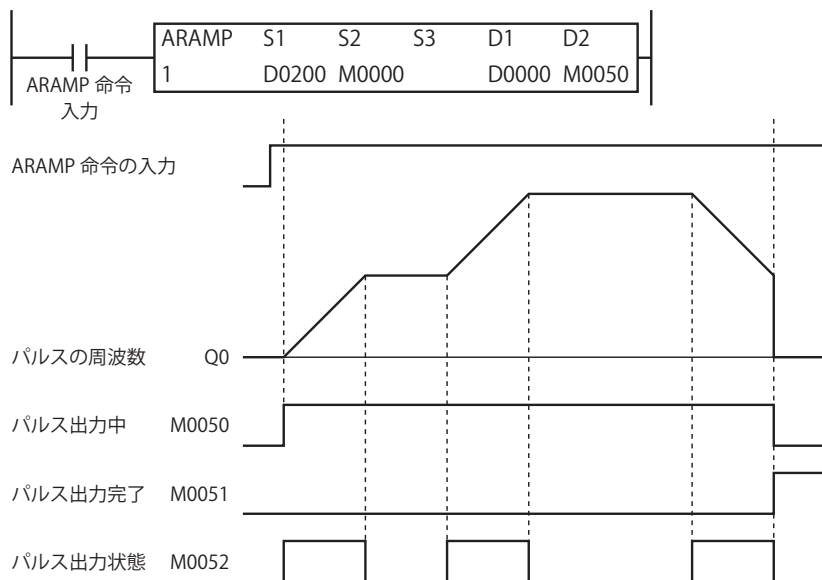 ARAMP S1 S2 S3 D1 D2
1 D0200 M0000 D0000 M0050
ARAMP 命令
入力
ARAMP 命令の入力
パルスの周波数 Q0
パルス出力中 M0050
パルス出力完了 M0051
パルス出力状態 M0052